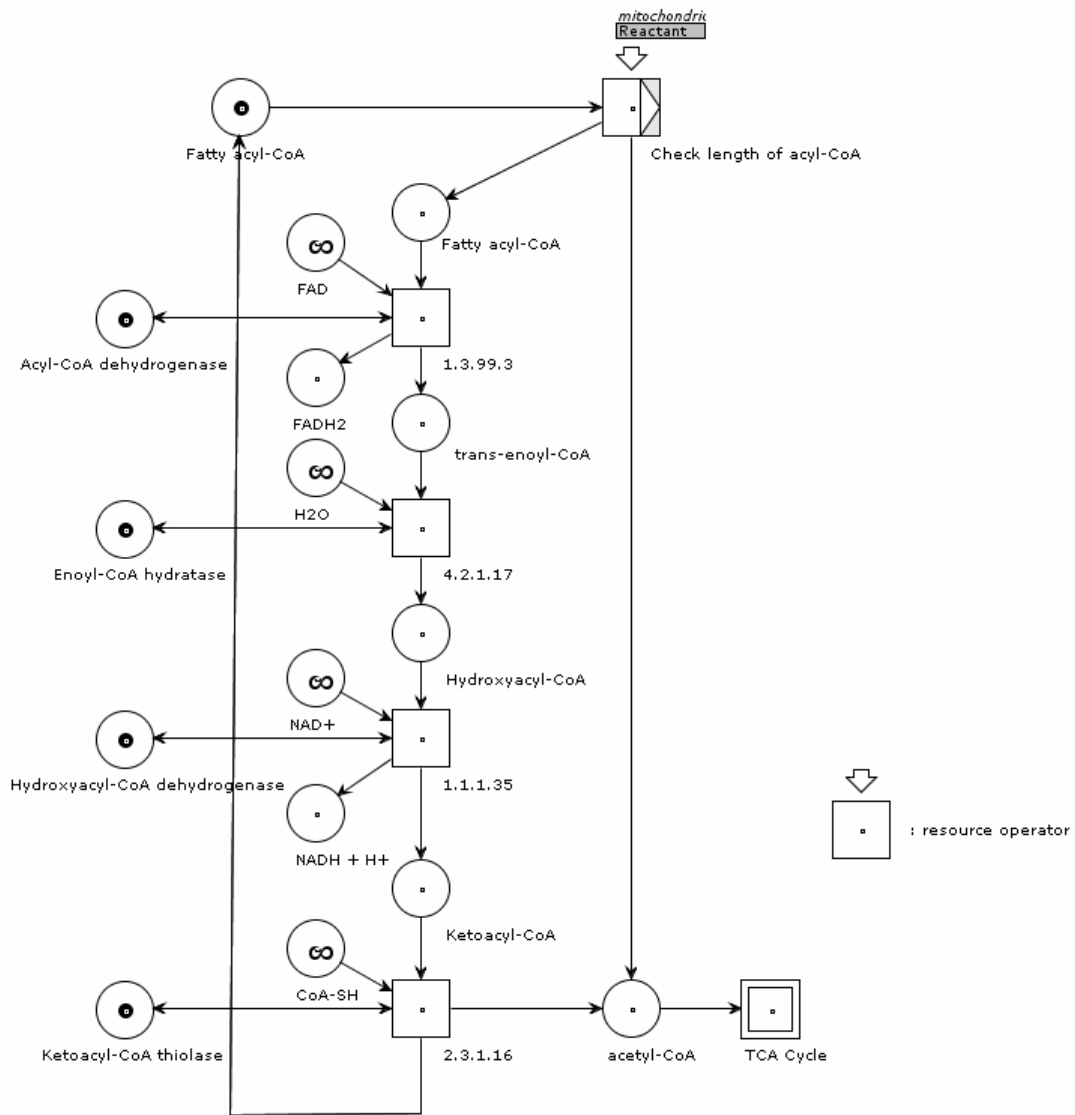 mitochondri
Reactant
Fatty acyl-CoA
Check length of acyl-CoA
Fatty acyl-CoA
FAD
Acyl-CoA dehydrogenase
1.3.99.3
FADH2
trans-enoyl-CoA
H2O
Enoyl-CoA hydratase
4.2.1.17
Hydroxyacyl-CoA
NAD+
Hydroxyacyl-CoA dehydrogenase
1.1.1.35
: resource operator
NADH + H+
Ketoacyl-CoA
CoA-SH
Ketoacyl-CoA thiolase
2.3.1.16
acetyl-CoA
TCA Cycle